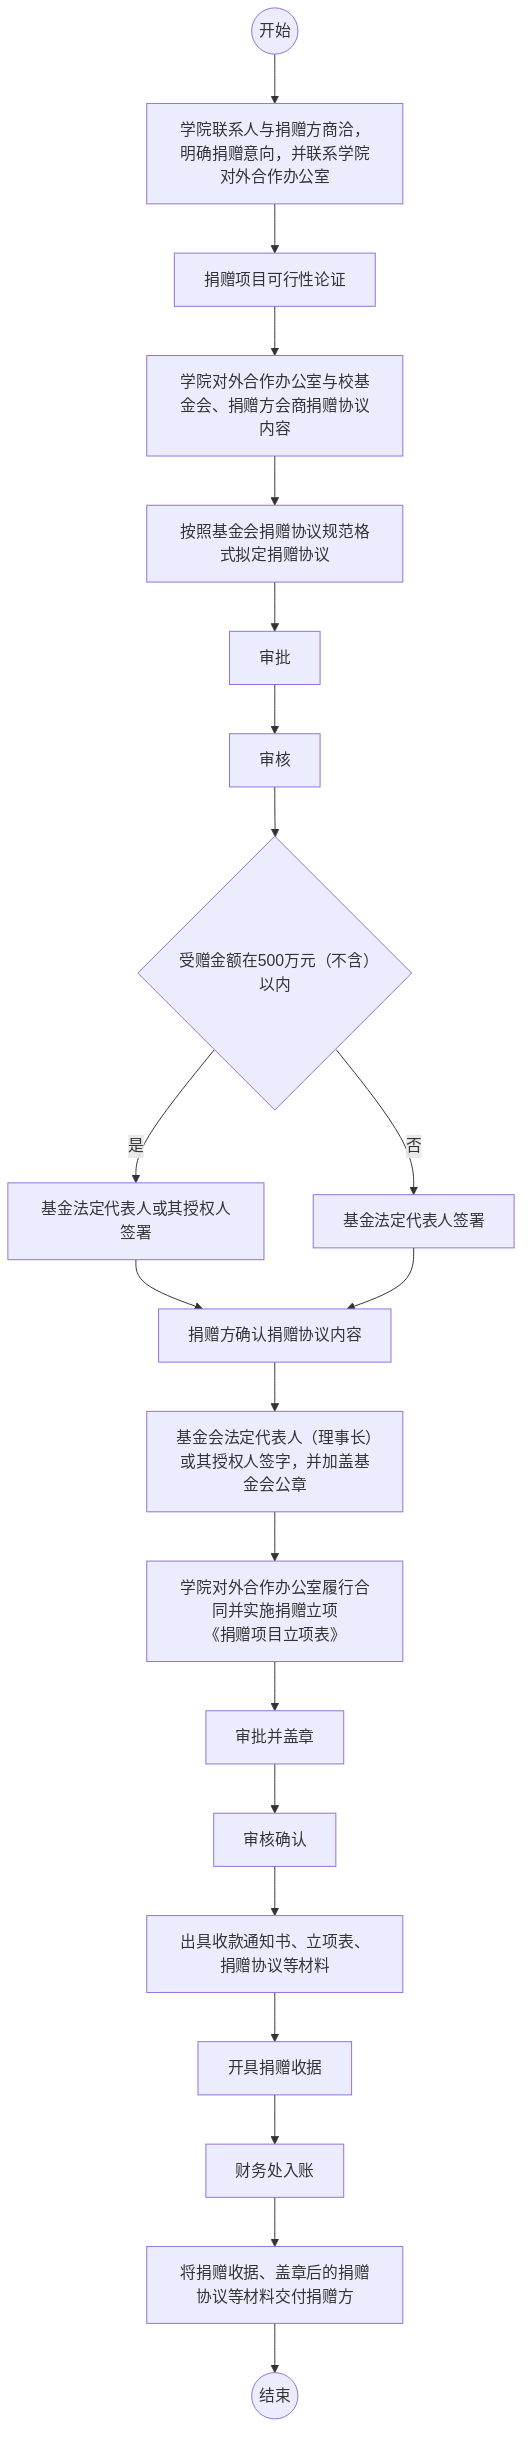 开始
学院联系人与捐赠方商洽，
明确捐赠意向，并联系学院
对外合作办公室
捐赠项目可行性论证
学院对外合作办公室与校基
金会、捐赠方会商捐赠协议
内容
按照基金会捐赠协议规范格
式拟定捐赠协议
审批
审核
受赠金额在500万元（不含）
以内
是
否
基金法定代表人或其授权人
签署
基金法定代表人签署
捐赠方确认捐赠协议内容
基金会法定代表人（理事长）
或其授权人签字，并加盖基
金会公章
学院对外合作办公室履行合
同并实施捐赠立项
《捐赠项目立项表》
审批并盖章
审核确认
出具收款通知书、立项表、
捐赠协议等材料
开具捐赠收据
财务处入账
将捐赠收据、盖章后的捐赠
协议等材料交付捐赠方
结束